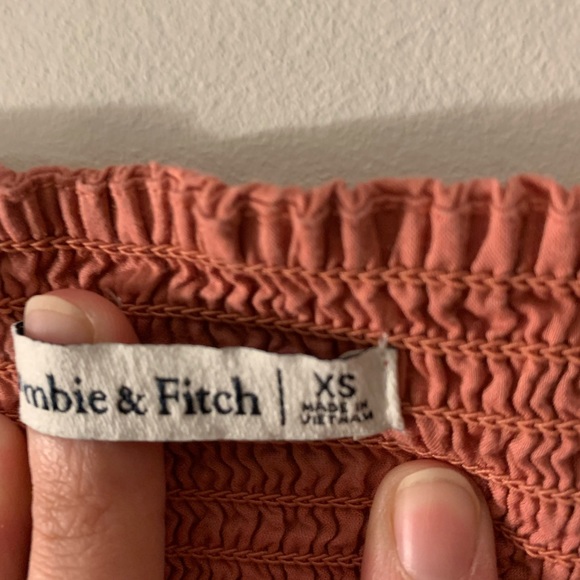 mbie & Fitch | XS
MADE IN
VIETNAM